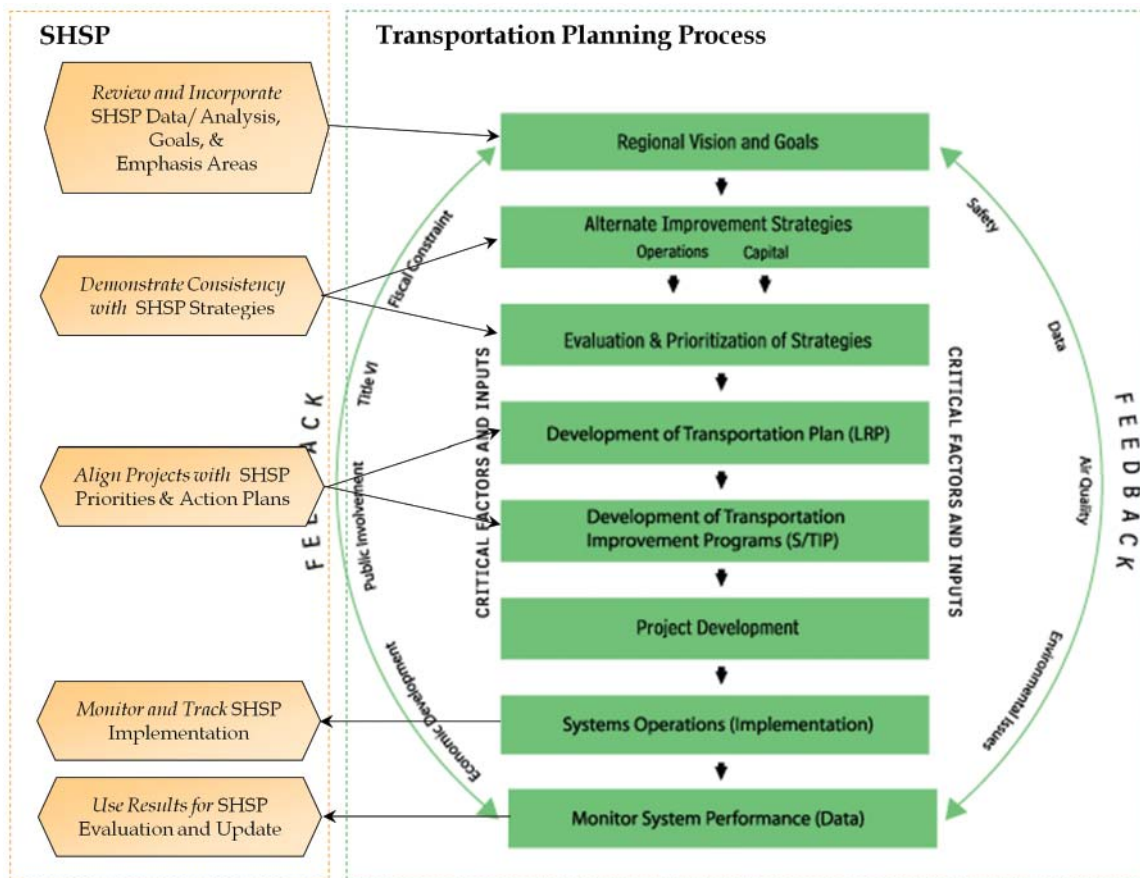 SHSP
Review and Incorporate
SHSP Data/ Analysis,
Goals, &
Emphasis Areas
Demonstrate Consistency
with SHSP Strategies
Align Projects with SHSP
Priorities & Action Plans
Monitor and Track SHSP
Implementation
Use Results for SHSP
Evaluation and Update
Transportation Planning Process
Regional Vision and Goals
Alternate Improvement Strategies
Operations Capital
Evaluation & Prioritization of Strategies
Development of Transportation Plan (LRP)
Development of Transportation
Improvement Programs (S/TIP)
Project Development
Systems Operations (Implementation)
Monitor System Performance (Data)
Fiscal Constraint
Title VI
Public Involvement
Economic Development
CRITICAL FACTORS AND INPUTS
CRITICAL FACTORS AND INPUTS
Safety
Data
Air Quality
Environmental Issues
FEEDBACK